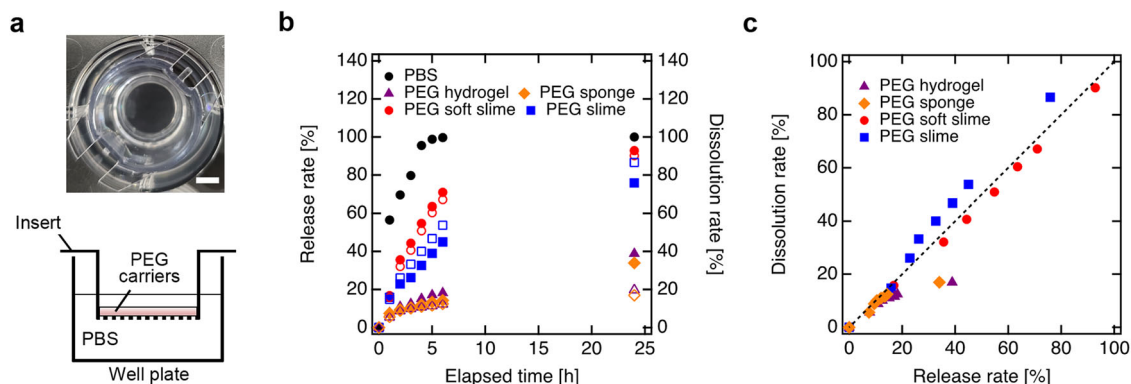 a
Insert
PEG
carriers
PBS
Well plate
b
Release rate [%]
140
120
100
80
60
40
20
0
PBS
PEG hydrogel
PEG sponge
PEG soft slime
PEG slime
140
120
100
80
60
40
20
0
Dissolution rate [%]
0
5
10
15
20
25
Elapsed time [h]
c
Dissolution rate [%]
100
80
60
40
20
0
PEG hydrogel
PEG sponge
PEG soft slime
PEG slime
0
20
40
60
80
100
Release rate [%]